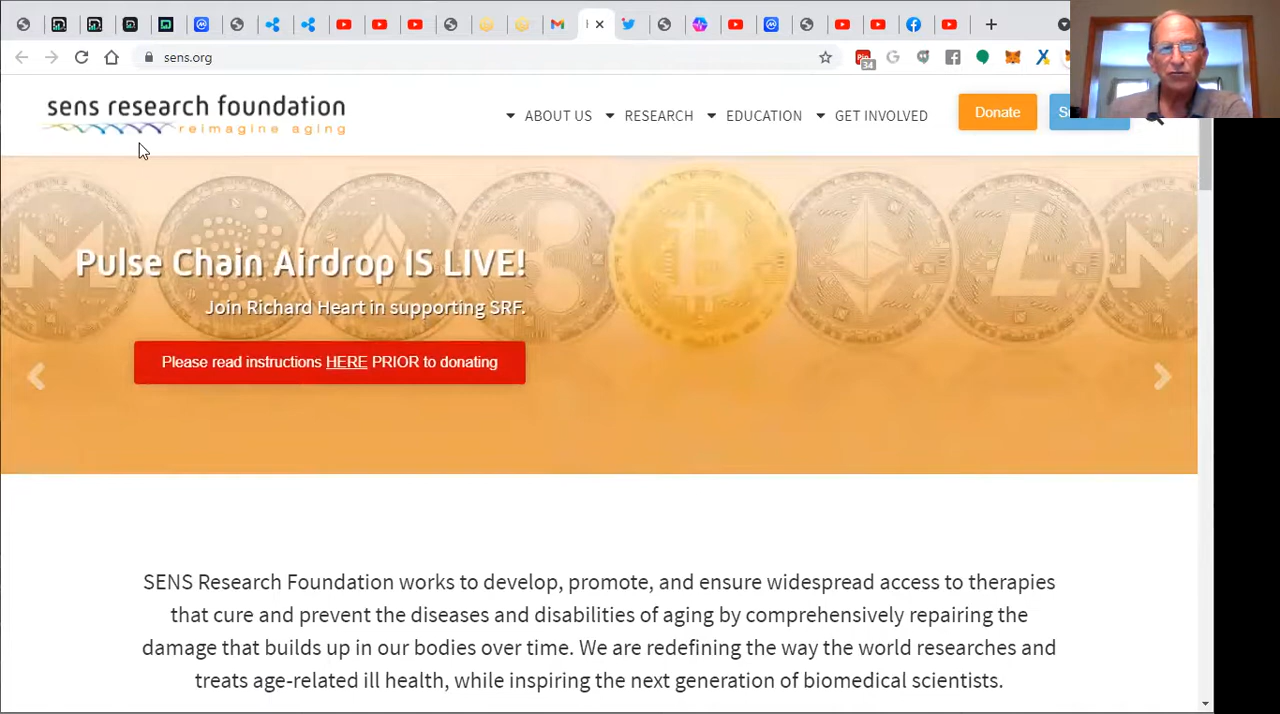 sens.org
34
sens research foundation
reimagine aging
ABOUT US
RESEARCH
EDUCATION
GET INVOLVED
Donate
Pulse Chain Airdrop IS LIVE!
Join Richard Heart in supporting SRF.
Please read instructions HERE PRIOR to donating
SENS Research Foundation works to develop, promote, and ensure widespread access to therapies
that cure and prevent the diseases and disabilities of aging by comprehensively repairing the
damage that builds up in our bodies over time. We are redefining the way the world researches and
treats age-related ill health, while inspiring the next generation of biomedical scientists.